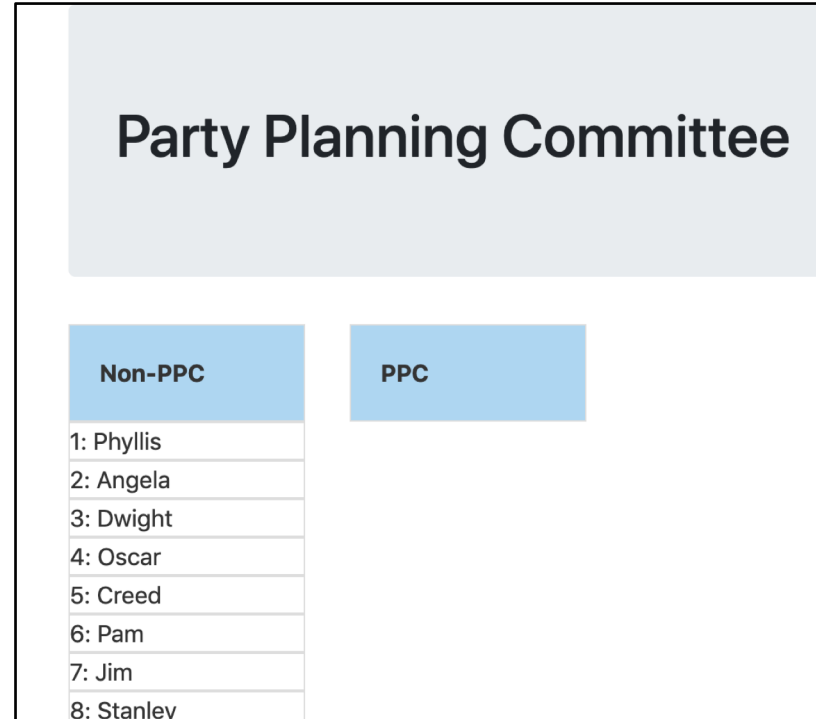 Party Planning Committee
Non-PPC
PPC
1: Phyllis
2: Angela
3: Dwight
4: Oscar
5: Creed
6: Pam
7: Jim
8: Stanley